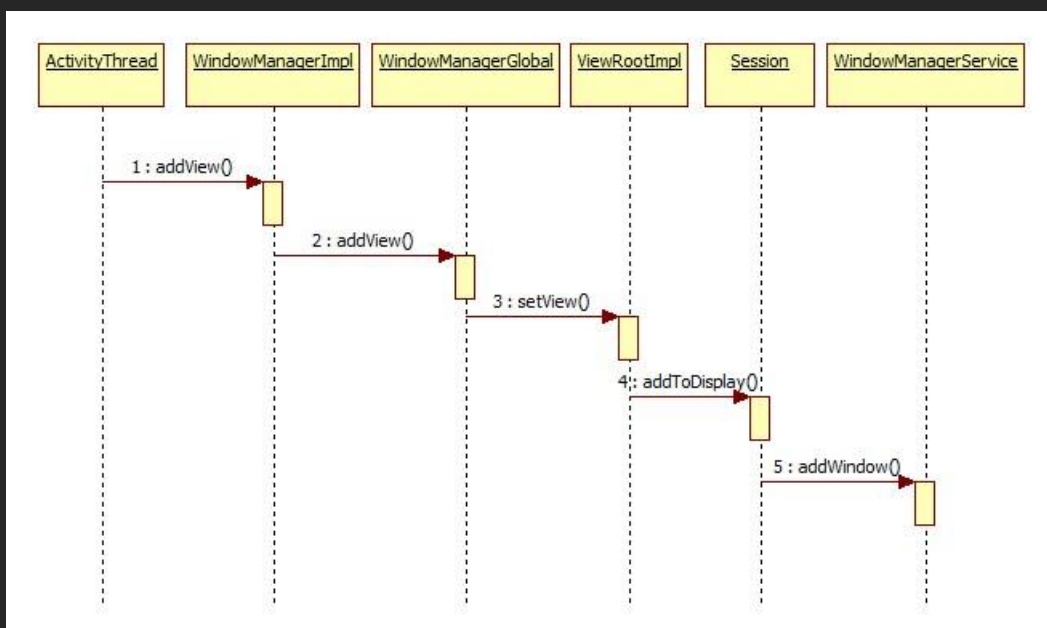 ActivityThread
WindowManagerImpl
WindowManagerGlobal
ViewRootImpl
Session
WindowManagerService
1 : addView()
2 : addView()
3 : setView()
4 : addToDisplay()
5 : addWindow()